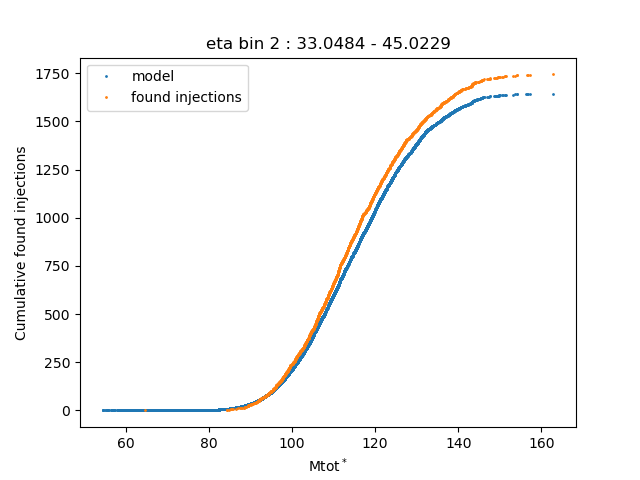 eta bin 2 : 33.0484 - 45.0229
model
found injections
Cumulative found injections
1750
1500
1250
1000
750
500
250
0
60 80 100 120 140 160
Mtot*